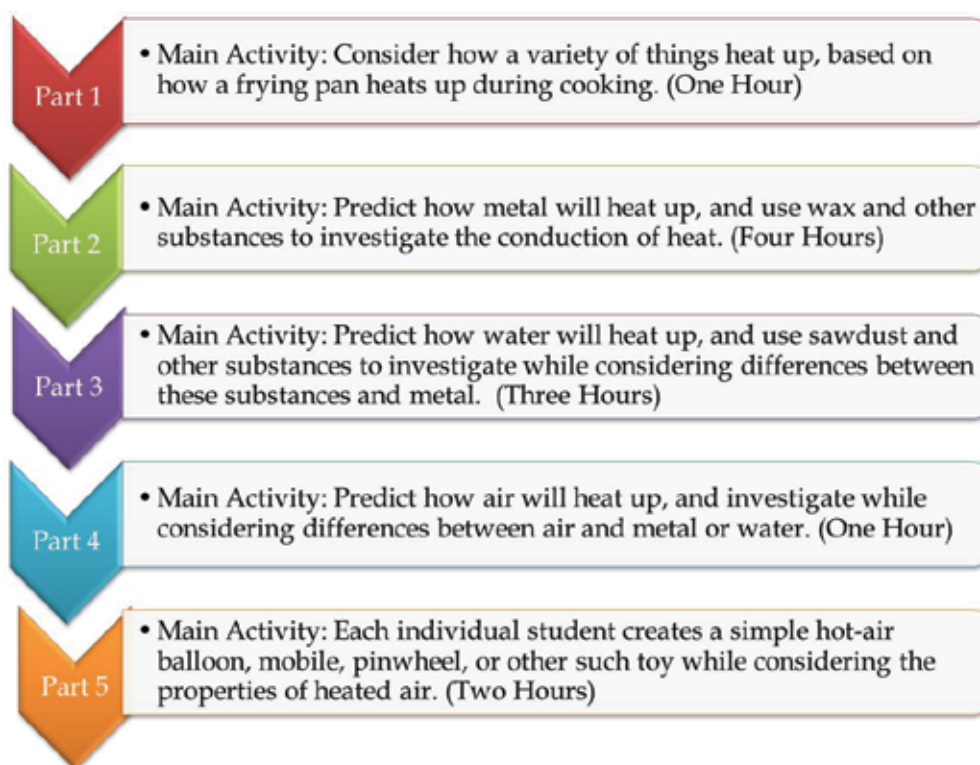 Part 1
• Main Activity: Consider how a variety of things heat up, based on
how a frying pan heats up during cooking. (One Hour)
Part 2
• Main Activity: Predict how metal will heat up, and use wax and other
substances to investigate the conduction of heat. (Four Hours)
Part 3
• Main Activity: Predict how water will heat up, and use sawdust and
other substances to investigate while considering differences between
these substances and metal. (Three Hours)
Part 4
• Main Activity: Predict how air will heat up, and investigate while
considering differences between air and metal or water. (One Hour)
Part 5
• Main Activity: Each individual student creates a simple hot-air
balloon, mobile, pinwheel, or other such toy while considering the
properties of heated air. (Two Hours)